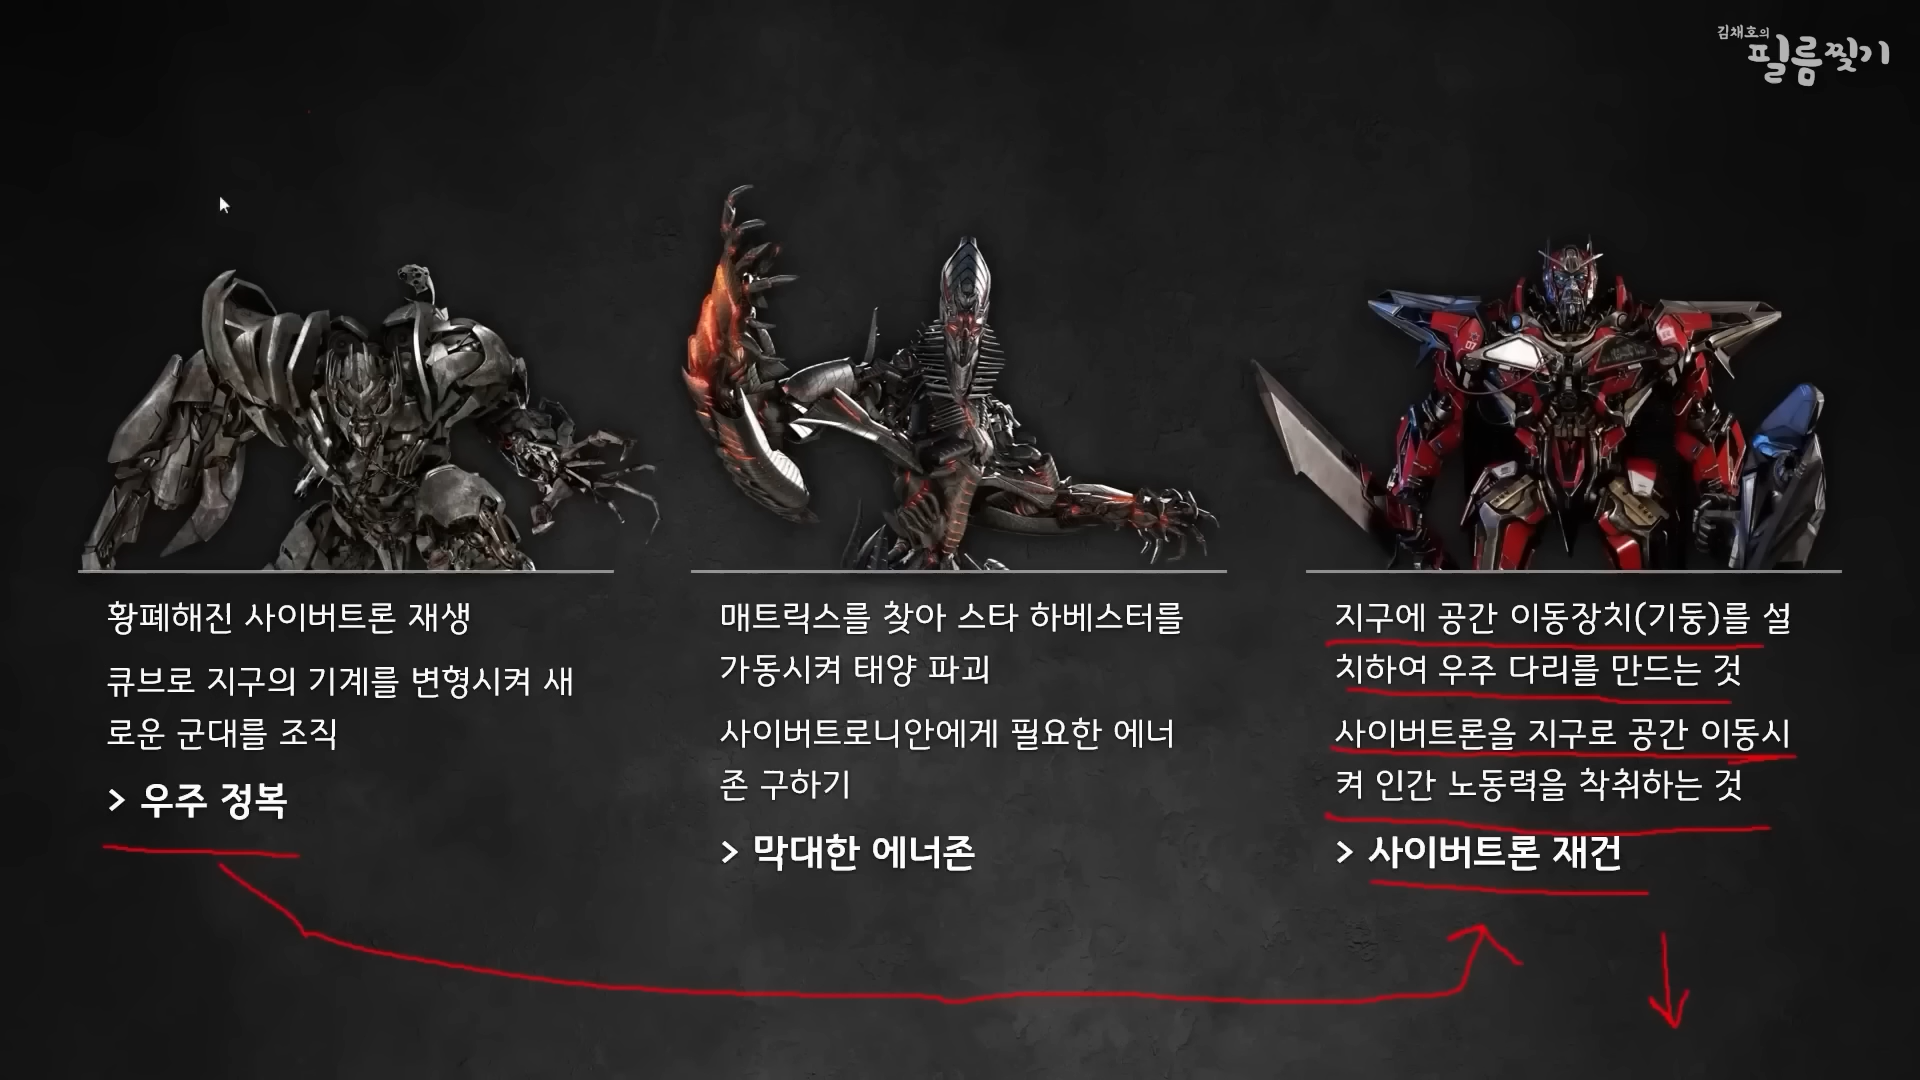 김채호의
필름찢기
황폐해진 사이버트론 재생
큐브로 지구의 기계를 변형시켜 새
로운 군대를 조직
> 우주 정복
매트릭스를 찾아 스타 하베스터를
가동시켜 태양 파괴
사이버트로니안에게 필요한 에너
존 구하기
> 막대한 에너존
지구에 공간 이동장치(기둥)를 설
치하여 우주 다리를 만드는 것
사이버트론을 지구로 공간 이동시
켜 인간 노동력을 착취하는 것
> 사이버트론 재건